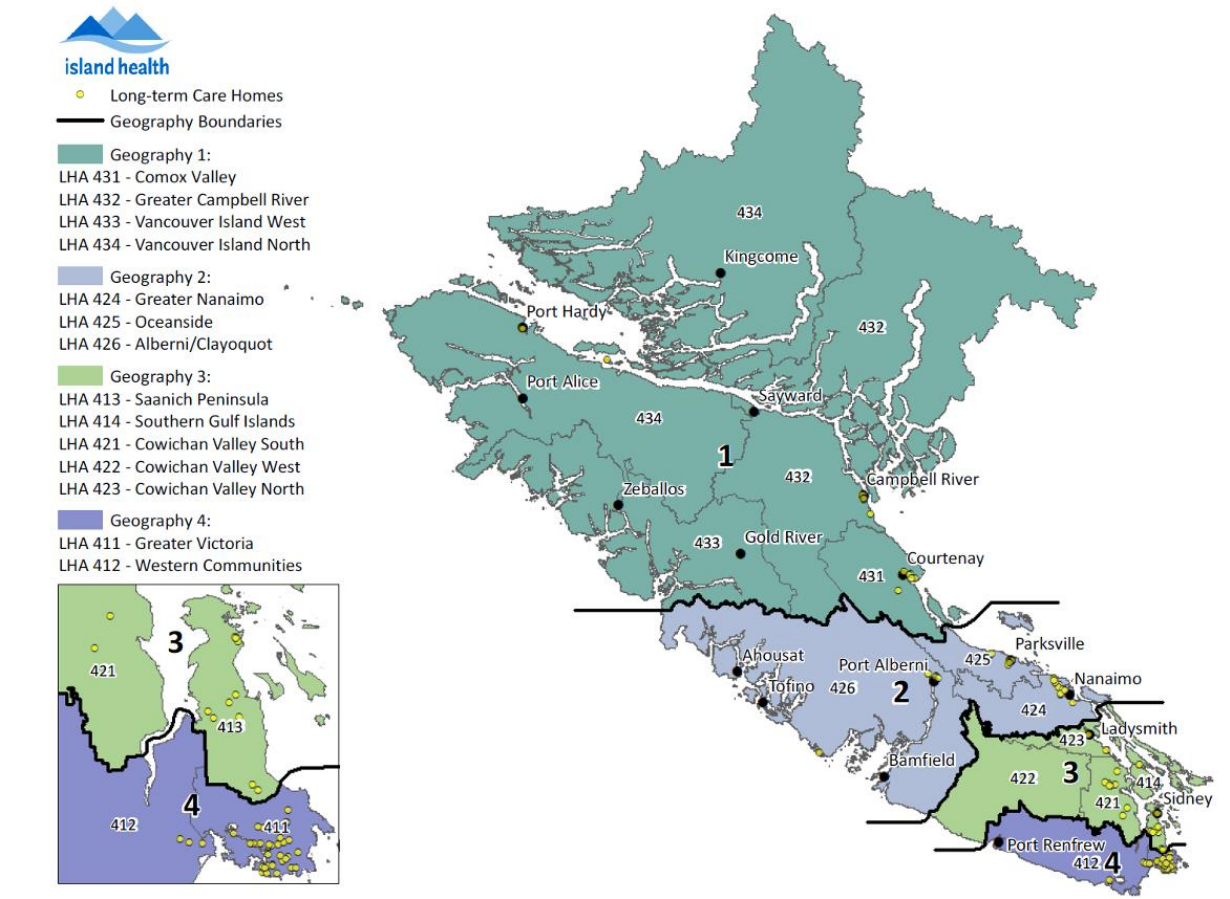 island health
Long-term Care Homes
Geography Boundaries
Geography 1:
LHA 431 - Comox Valley
LHA 432 - Greater Campbell River
LHA 433 - Vancouver Island West
LHA 434 - Vancouver Island North
Geography 2:
LHA 424 - Greater Nanaimo
LHA 425 - Oceanside
LHA 426 - Alberni/Clayoquot
Geography 3:
LHA 413 - Saanich Peninsula
LHA 414 - Southern Gulf Islands
LHA 421 - Cowichan Valley South
LHA 422 - Cowichan Valley West
LHA 423 - Cowichan Valley North
Geography 4:
LHA 411 - Greater Victoria
LHA 412 - Western Communities
3
421
413
4
412
411
434
Kingcome
Port Hardy
432
Port Alice
Sayward
434
1
432
Campbell River
Zeballos
433
Gold River
Courtenay
431
Parksville
425
Ahousat
Port Alberni
Nanaimo
Tofino
426
2
424
Ladysmith
423
Bamfield
422
3
414
421
Sidney
Port Renfrew
412
4